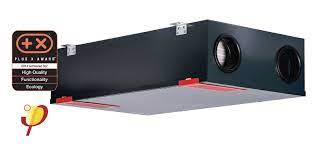 PLUS X AWARD®
High Quality
Functionality
Ecology